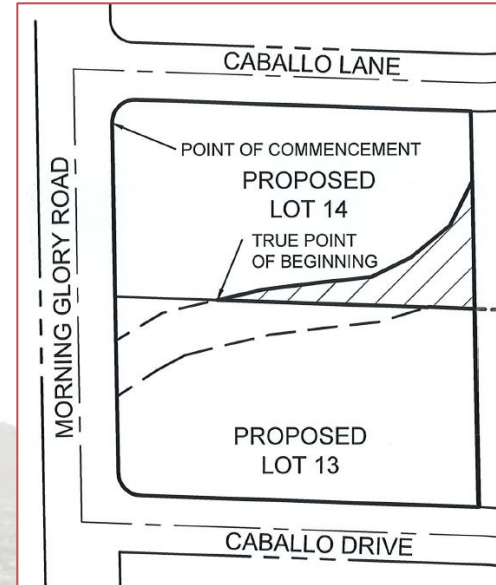 CABALLO LANE
POINT OF COMMENCEMENT
PROPOSED
LOT 14
TRUE POINT
OF BEGINNING
MORNING GLORY ROAD
PROPOSED
LOT 13
CABALLO DRIVE